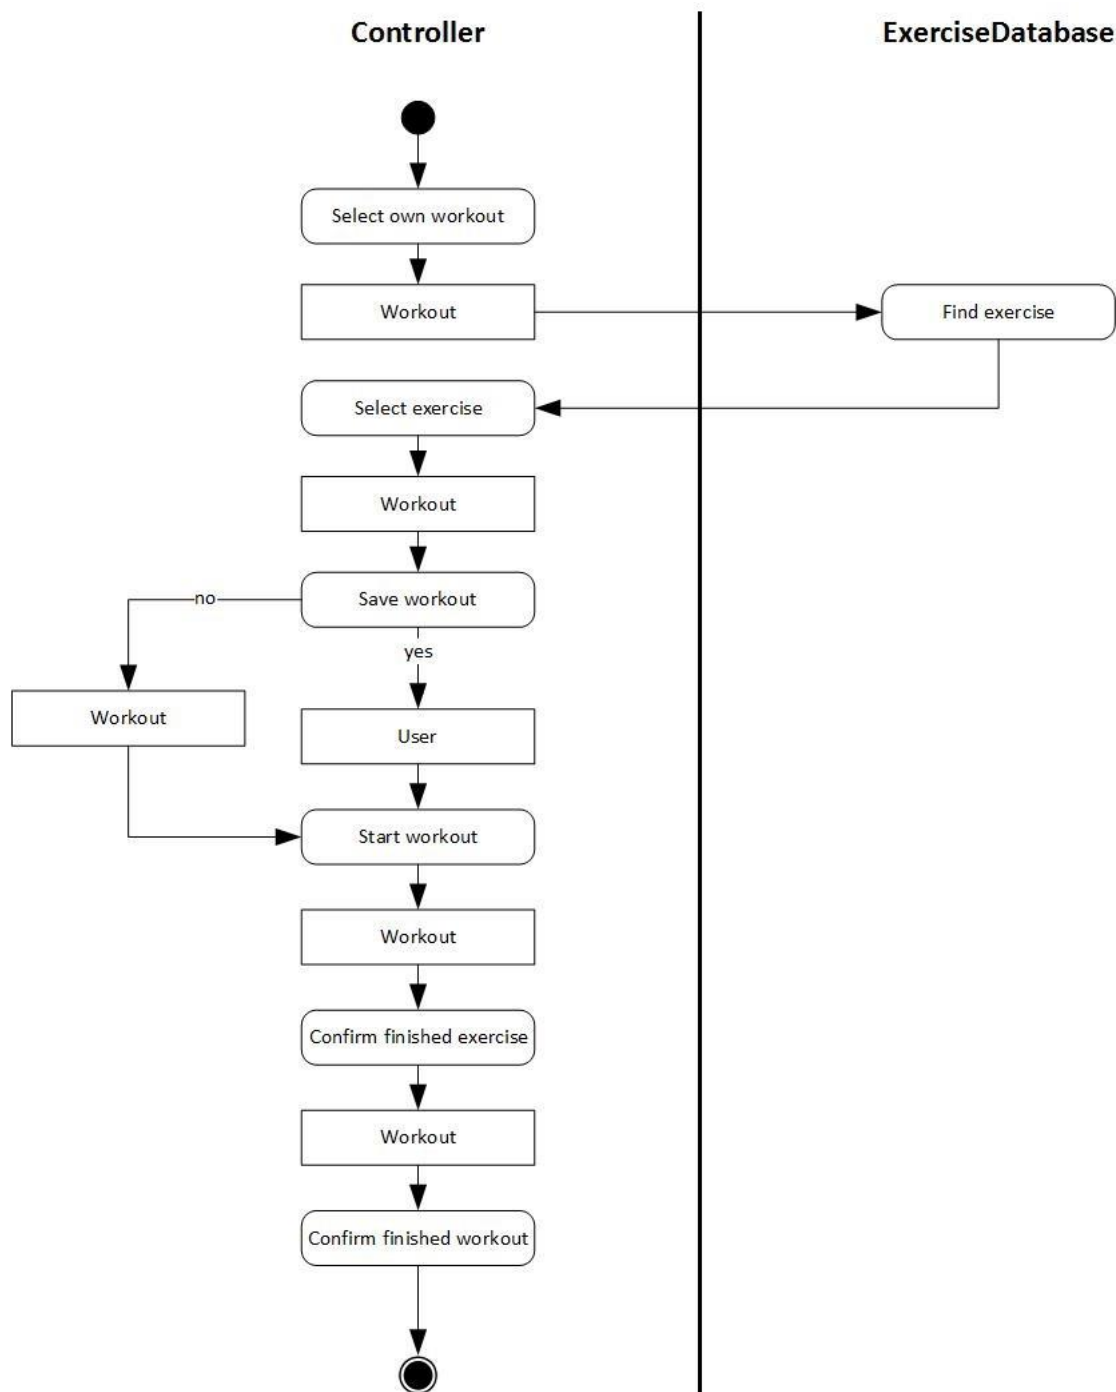 Controller
ExerciseDatabase
Select own workout
Workout
Find exercise
Select exercise
Workout
no
Save workout
yes
Workout
User
Start workout
Workout
Confirm finished exercise
Workout
Confirm finished workout